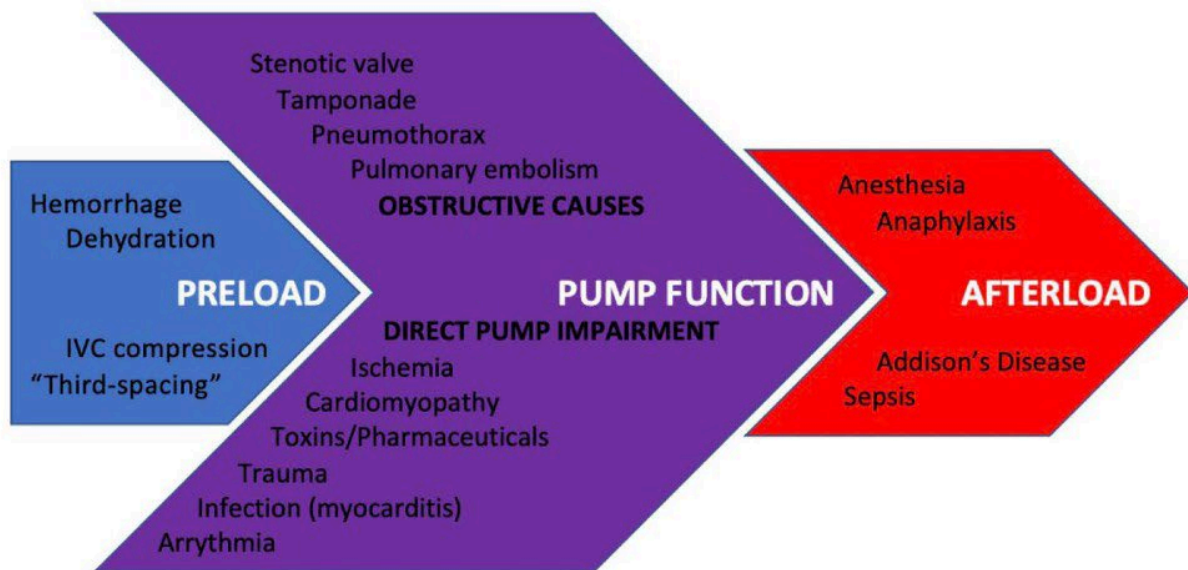 Hemorrhage
Dehydration
PRELOAD
IVC compression
“Third-spacing”
Stenotic valve
Tamponade
Pneumothorax
Pulmonary embolism
OBSTRUCTIVE CAUSES
PUMP FUNCTION
DIRECT PUMP IMPAIRMENT
Ischemia
Cardiomyopathy
Toxins/Pharmaceuticals
Trauma
Infection (myocarditis)
Arrythmia
Anesthesia
Anaphylaxis
AFTERLOAD
Addison’s Disease
Sepsis